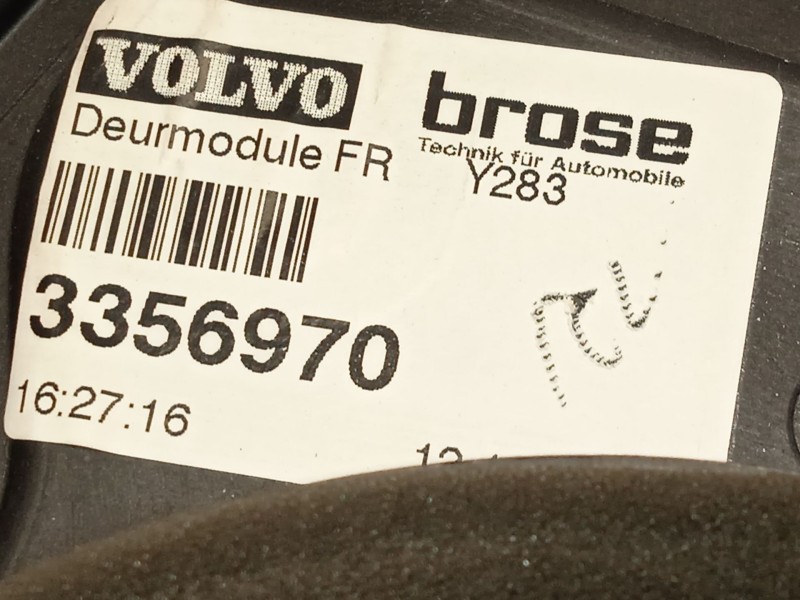 VOLVO
brose
Technik für Automobile
Deurmodule FR
Y283
3356970
16:27:16